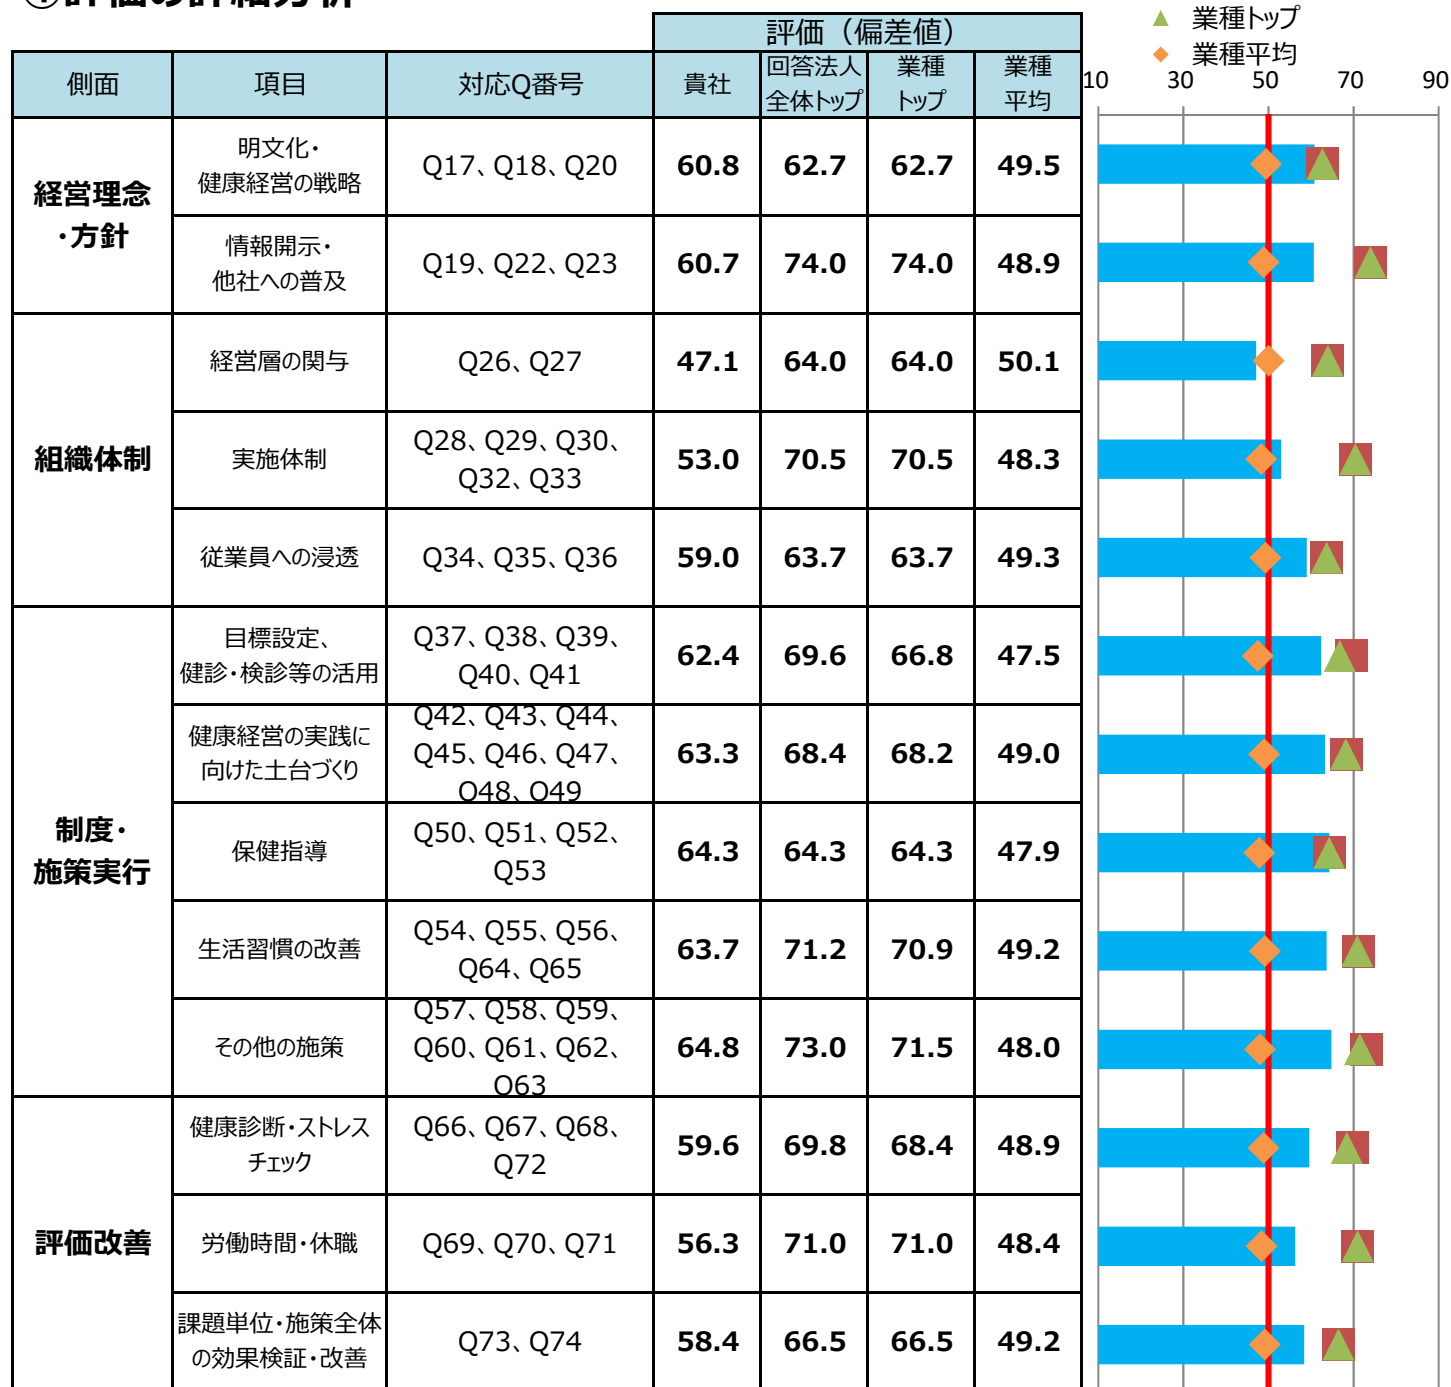 ①評価の詳細分析
▲ 業種トップ
◆ 業種平均
評価（偏差値）
側面 項目 対応Q番号 貴社 回答法人 業種 業種
全体トップ トップ 平均
10 30 50 70 90
経営理念
・方針
明文化・
健康経営の戦略
Q17、Q18、Q20 60.8 62.7 62.7 49.5
情報開示・
他社への普及
Q19、Q22、Q23 60.7 74.0 74.0 48.9
組織体制
経営層の関与 Q26、Q27 47.1 64.0 64.0 50.1
実施体制
Q28、Q29、Q30、
Q32、Q33
53.0 70.5 70.5 48.3
従業員への浸透 Q34、Q35、Q36 59.0 63.7 63.7 49.3
制度・
施策実行
目標設定、
健診・検診等の活用
Q37、Q38、Q39、
Q40、Q41
62.4 69.6 66.8 47.5
健康経営の実践に
向けた土台づくり
Q42、Q43、Q44、
Q45、Q46、Q47、
Q48、Q49
63.3 68.4 68.2 49.0
保健指導
Q50、Q51、Q52、
Q53
64.3 64.3 64.3 47.9
生活習慣の改善
Q54、Q55、Q56、
Q64、Q65
63.7 71.2 70.9 49.2
その他の施策
Q57、Q58、Q59、
Q60、Q61、Q62、
Q63
64.8 73.0 71.5 48.0
評価改善
健康診断・ストレス
チェック
Q66、Q67、Q68、
Q72
59.6 69.8 68.4 48.9
労働時間・休職 Q69、Q70、Q71 56.3 71.0 71.0 48.4
課題単位・施策全体
の効果検証・改善
Q73、Q74 58.4 66.5 66.5 49.2